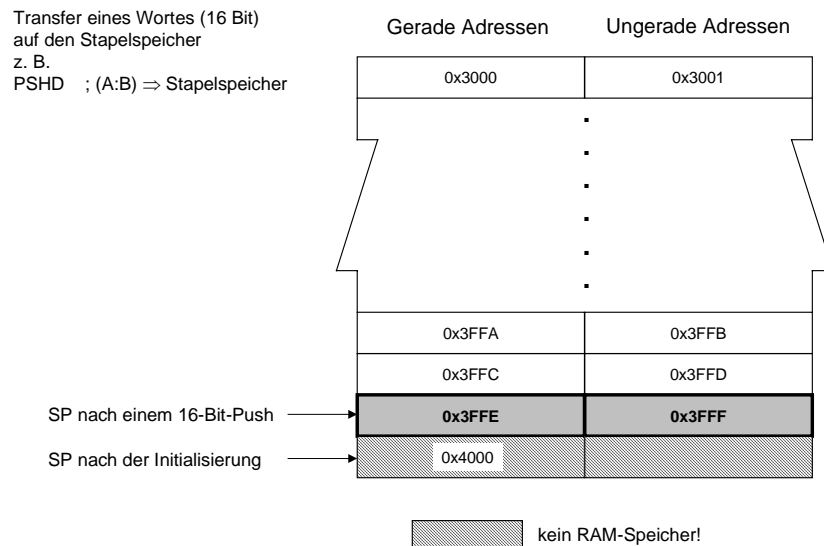 Transfer eines Wortes (16 Bit)
auf den Stapelspeicher
z. B.
PSHD ; (A:B) ⇒ Stapelspeicher
Gerade Adressen
Ungerade Adressen
0x3000
0x3001
0x3FFA
0x3FFB
0x3FFC
0x3FFD
SP nach einem 16-Bit-Push
0x3FFE
0x3FFF
SP nach der Initialisierung
0x4000
kein RAM-Speicher!